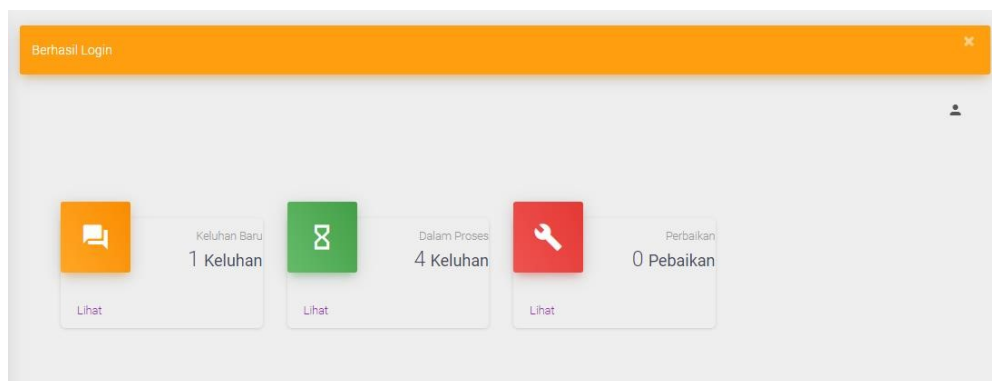 Berhasil Login
Keluhan Baru
1 Keluhan
Lihat
Dalam Proses
4 Keluhan
Lihat
Perbaikan
0 Pebaikan
Lihat